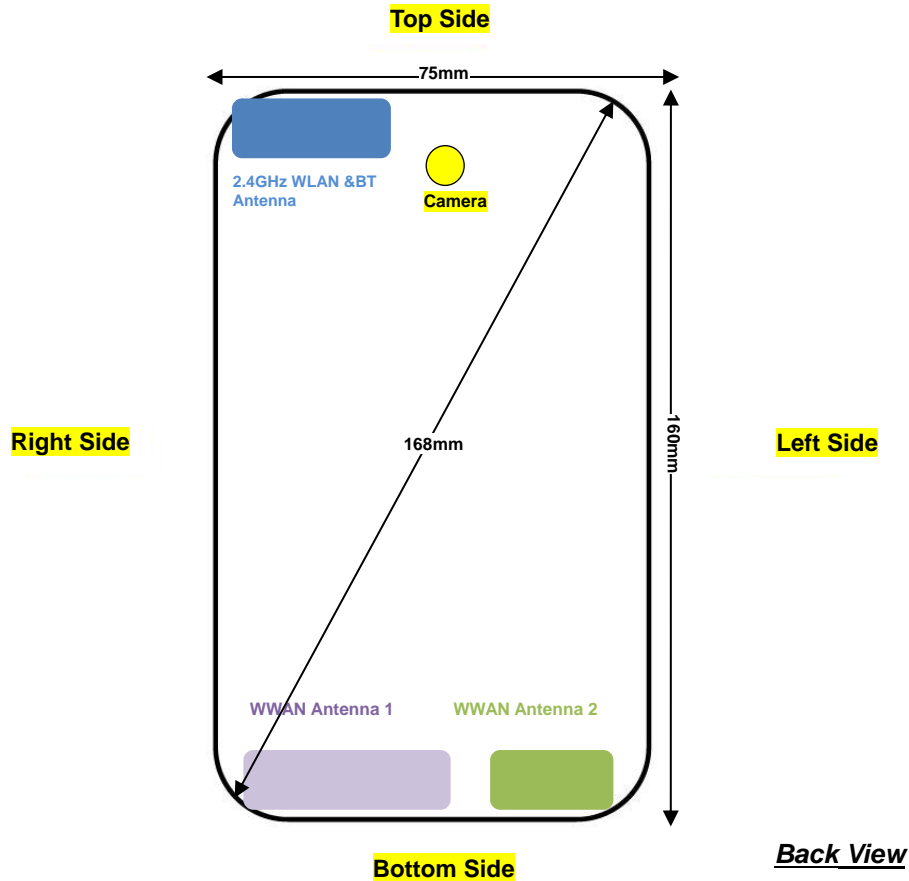 Top Side
75mm
2.4GHz WLAN &BT
Antenna
Camera
Right Side
168mm
160mm
Left Side
WWAN Antenna 1
WWAN Antenna 2
Bottom Side
Back View